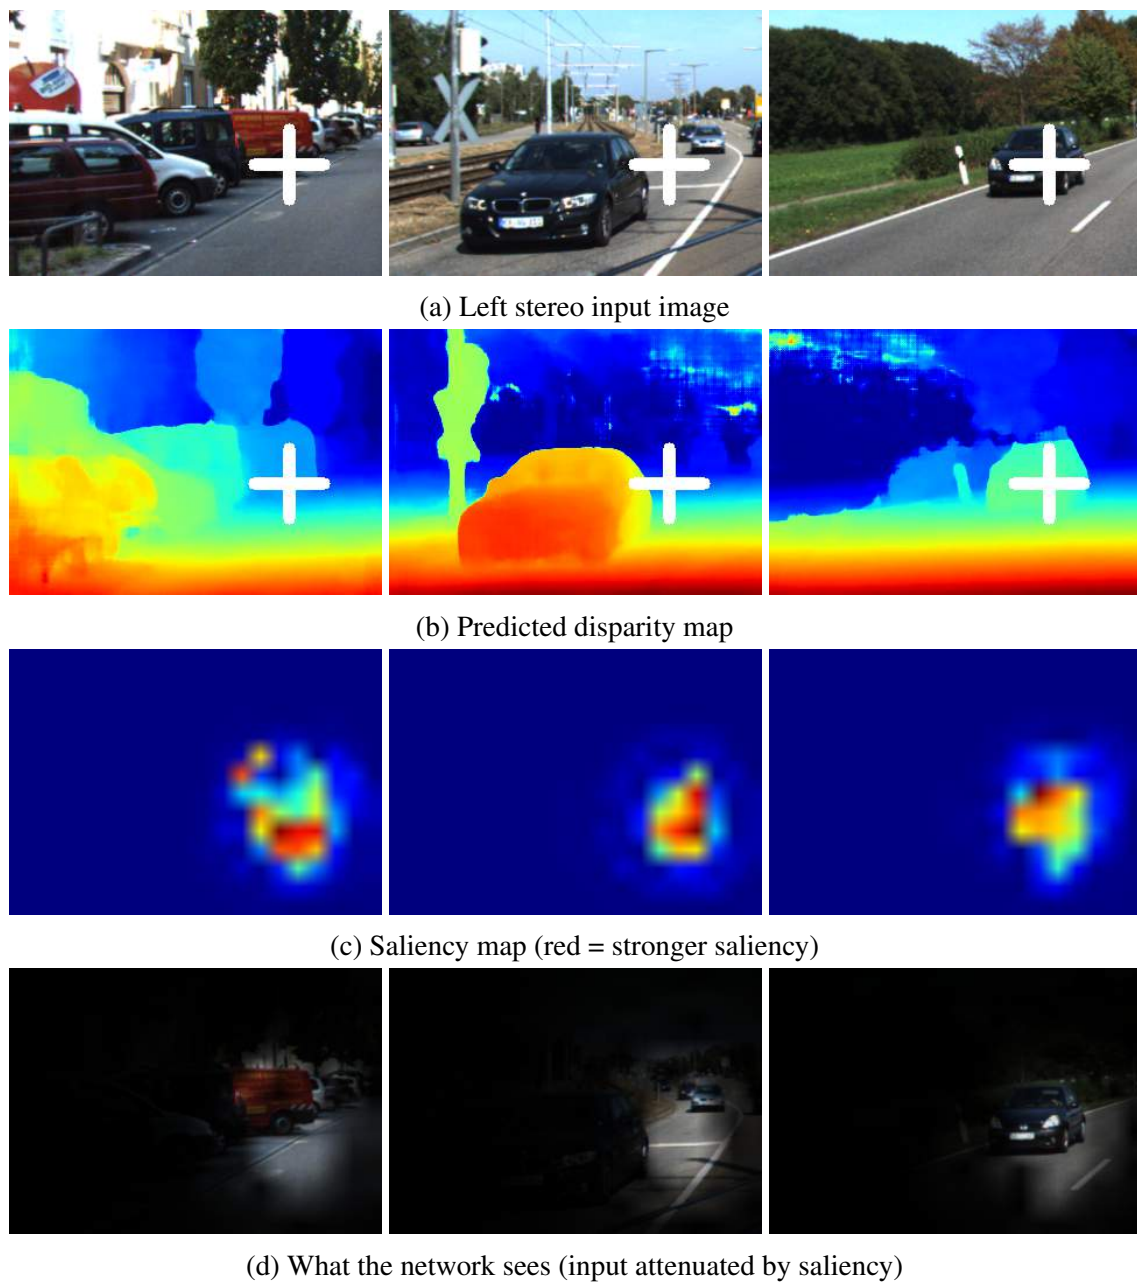 (a) Left stereo input image
(b) Predicted disparity map
(c) Saliency map (red = stronger saliency)
(d) What the network sees (input attenuated by saliency)